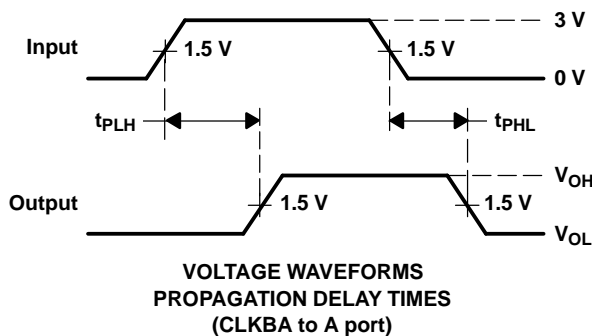 3 V
Input
1.5 V
1.5 V
0 V
tPLH
tPHL
VOH
Output
1.5 V
1.5 V
VOL
VOLTAGE WAVEFORMS
PROPAGATION DELAY TIMES
(CLKBA to A port)